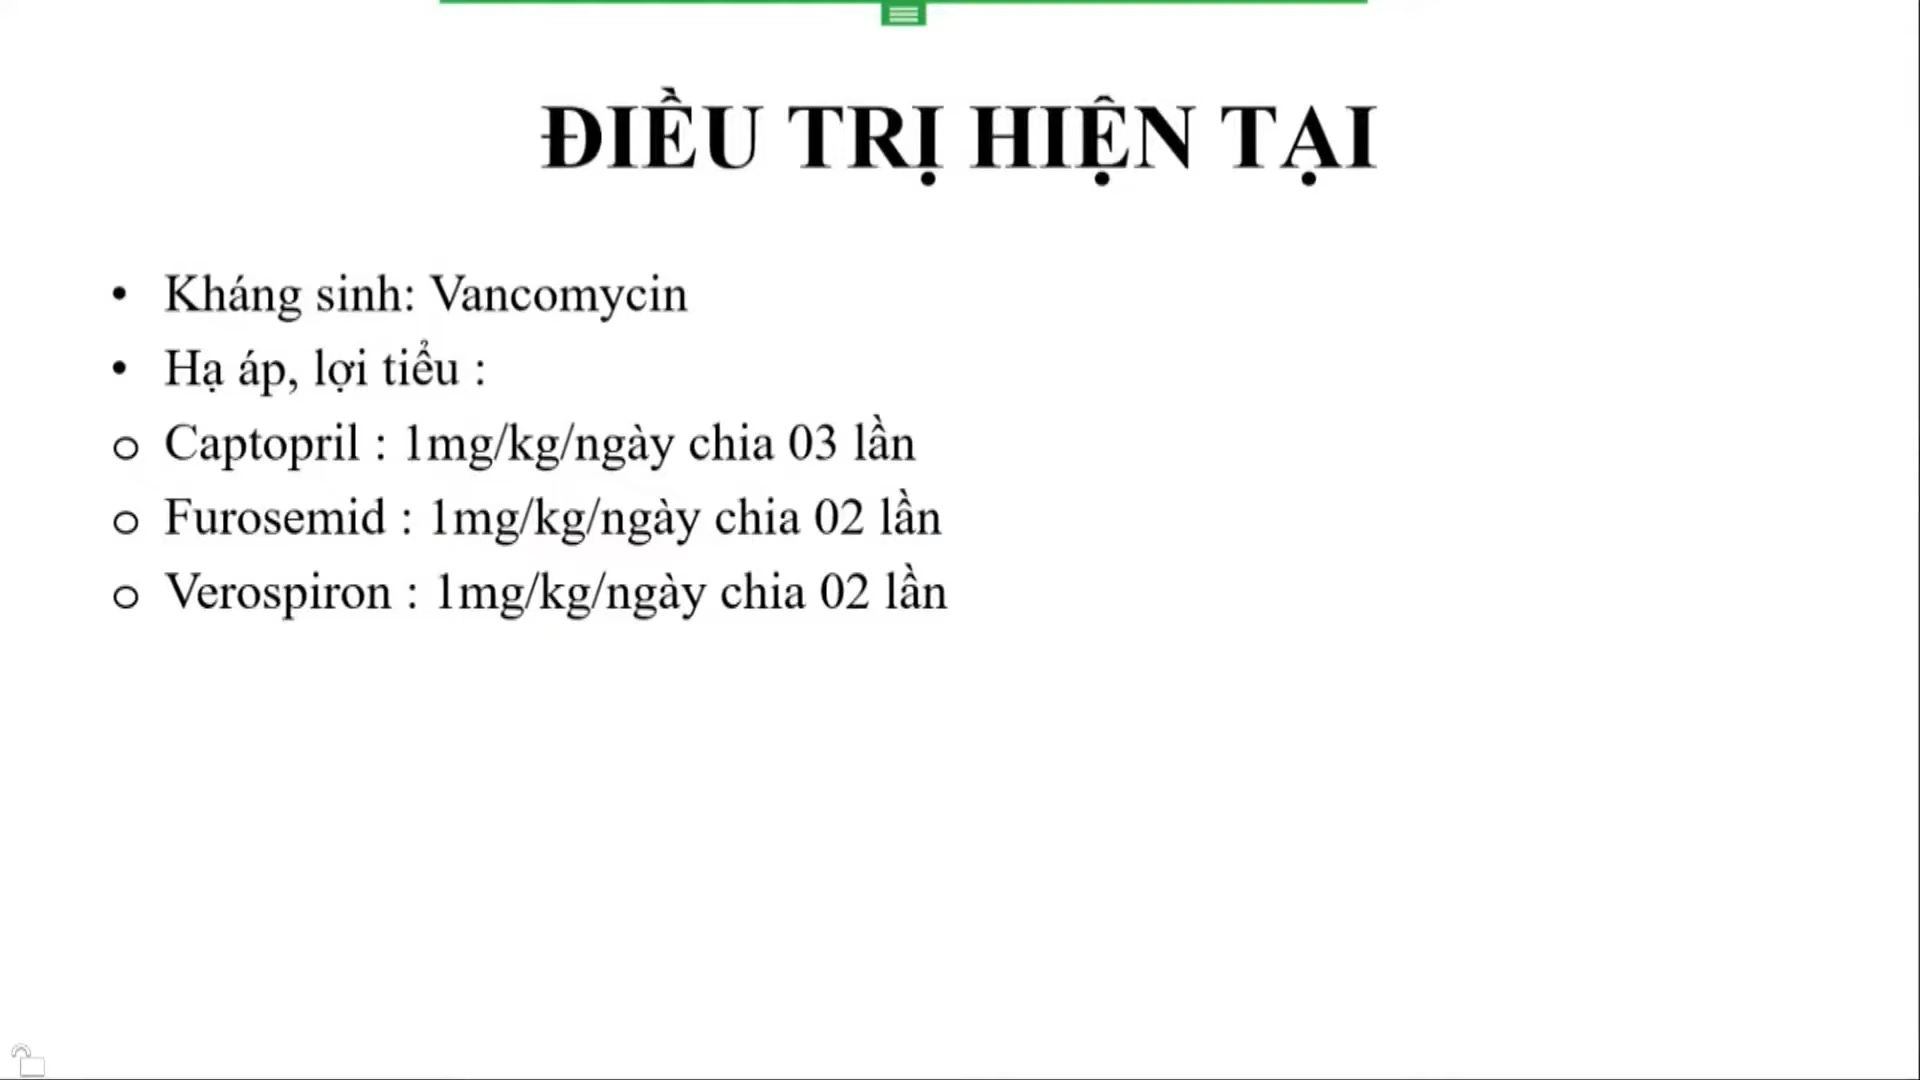 ĐIỀU TRỊ HIỆN TẠI
• Kháng sinh: Vancomycin
• Hạ áp, lợi tiểu :
o Captopril : 1mg/kg/ngày chia 03 lần
o Furosemid : 1mg/kg/ngày chia 02 lần
o Verospiron : 1mg/kg/ngày chia 02 lần